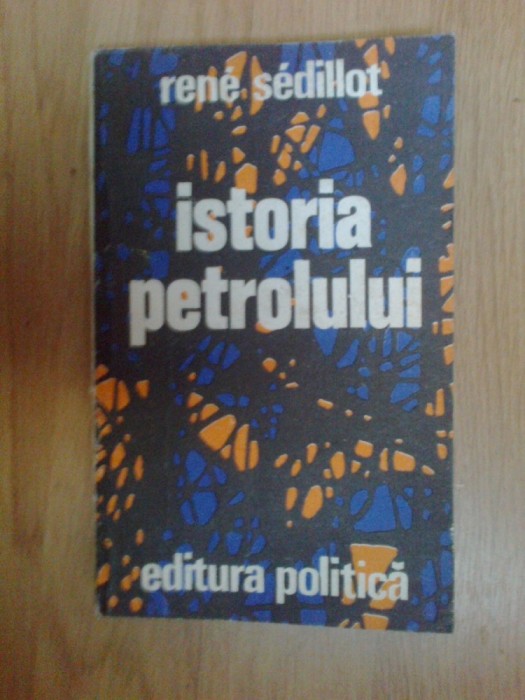 rené sédillot
istoria
petrolului
editura politică